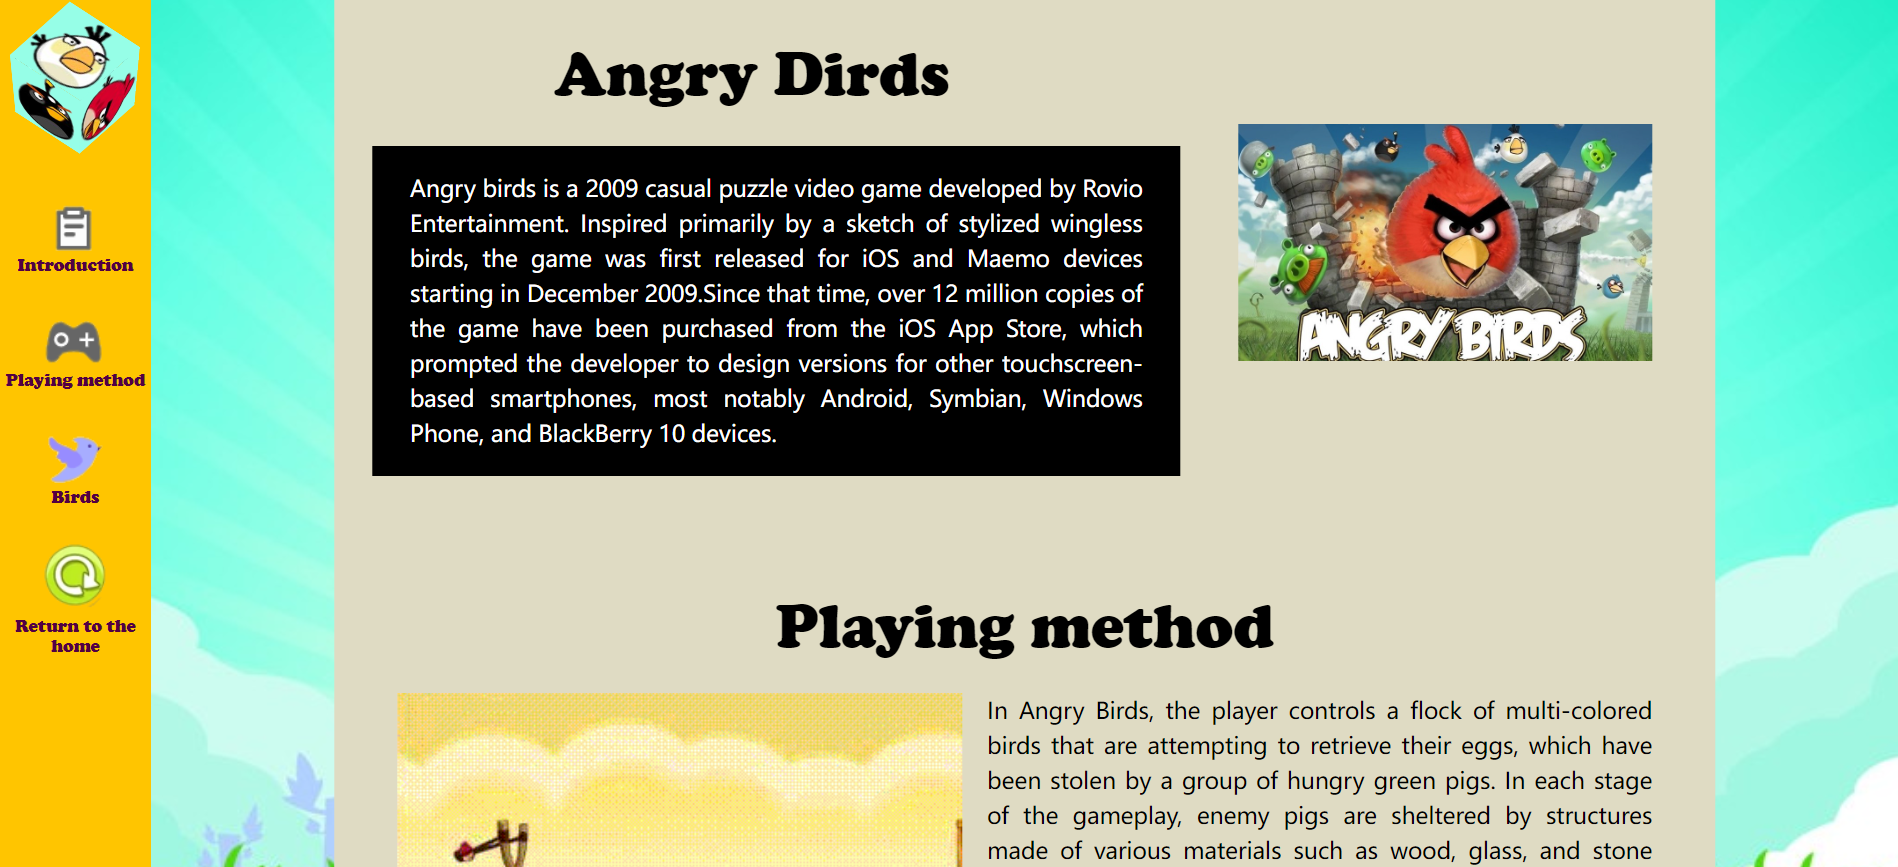 Introduction
Playing method
Birds
Return to the
home
Angry Dirds
Angry birds is a 2009 casual puzzle video game developed by Rovio
Entertainment. Inspired primarily by a sketch of stylized wingless
birds, the game was first released for iOS and Maemo devices
starting in December 2009.Since that time, over 12 million copies of
the game have been purchased from the iOS App Store, which
prompted the developer to design versions for other touchscreen-
based smartphones, most notably Android, Symbian, Windows
Phone, and BlackBerry 10 devices.
ANGRY BIRDS
Playing method
In Angry Birds, the player controls a flock of multi-colored
birds that are attempting to retrieve their eggs, which have
been stolen by a group of hungry green pigs. In each stage
of the gameplay, enemy pigs are sheltered by structures
made of various materials such as wood, glass, and stone